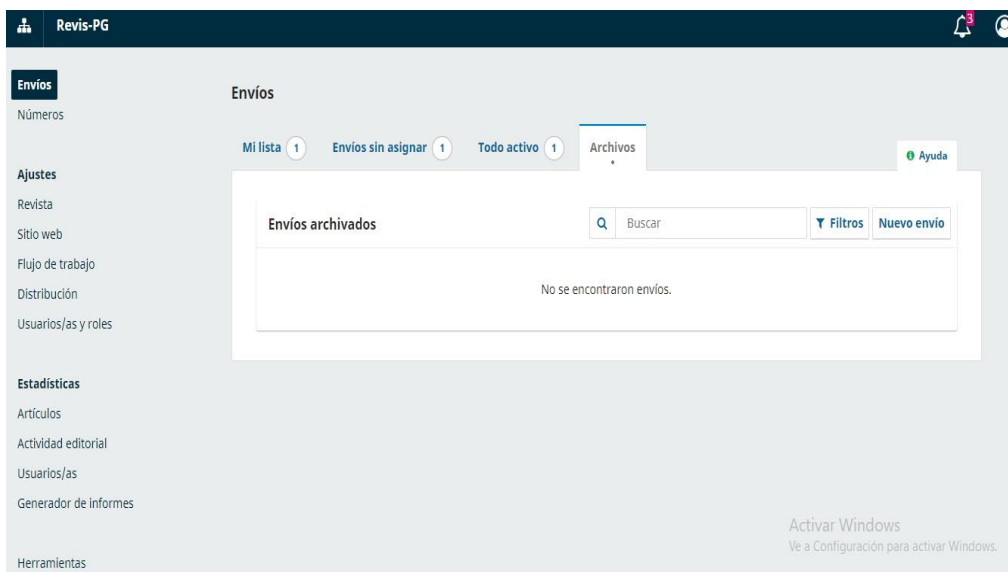 Revis-PG
3
Envíos
Números
Ajustes
Revista
Sitio web
Flujo de trabajo
Distribución
Usuarios/as y roles
Estadísticas
Artículos
Actividad editorial
Usuarios/as
Generador de informes
Herramientas
Envíos
Mi lista 1 Envíos sin asignar 1 Todo activo 1 Archivos
Ayuda
Envíos archivados Buscar Filtros Nuevo envío
No se encontraron envíos.
Activar Windows
Ve a Configuración para activar Windows.